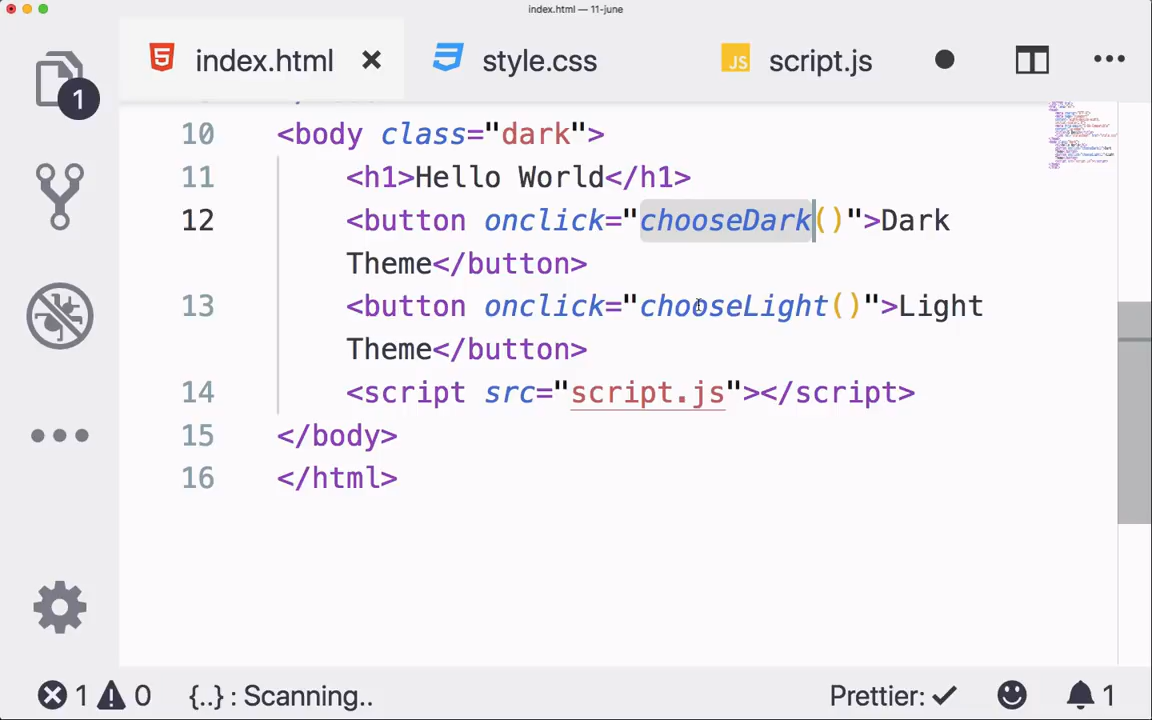 index.html — 11-june
index.html
style.css
JS script.js
1
10 <body class="dark">
11 <h1>Hello World</h1>
12 <button onclick="chooseDark()">Dark
Theme</button>
13 <button onclick="chooseLight()">Light
Theme</button>
14 <script src="script.js"></script>
15 </body>
16 </html>
1 0 {..} : Scanning.. Prettier: 1